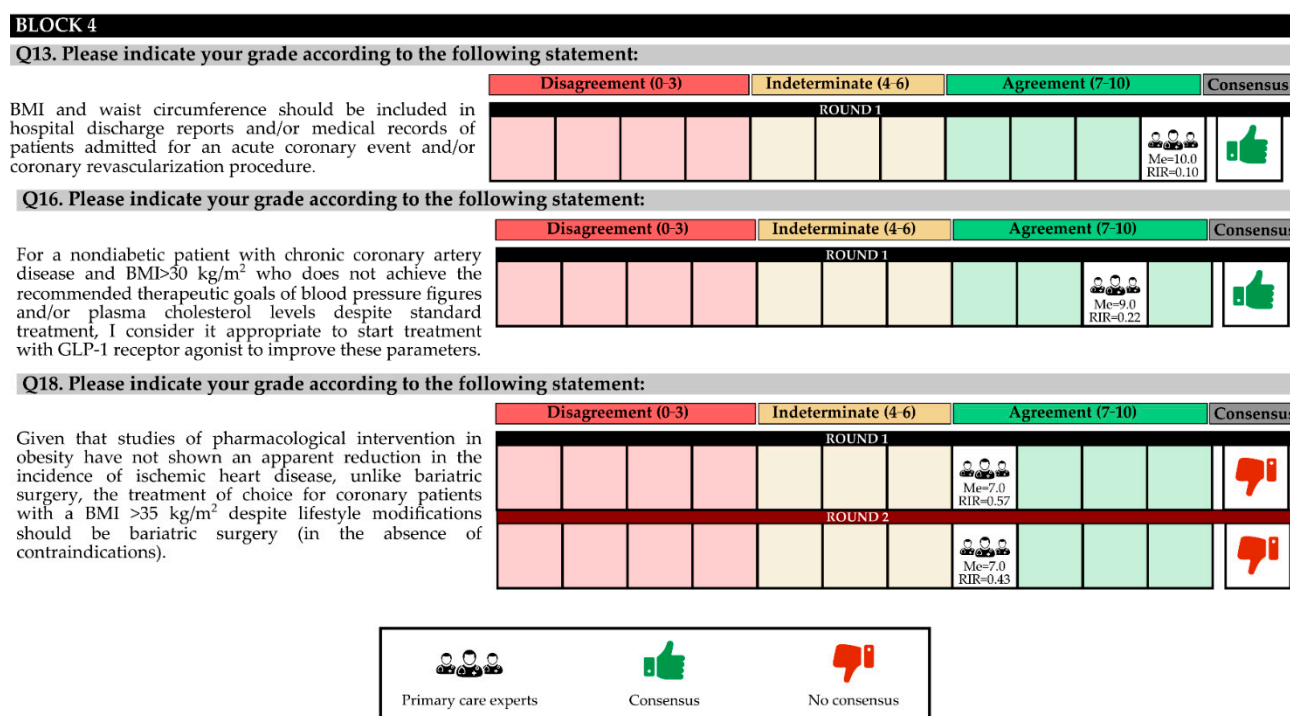 BLOCK 4
Q13. Please indicate your grade according to the following statement:
Disagreement (0-3) Indeterminate (4-6) Agreement (7-10) Consensus
ROUND 1
BMI and waist circumference should be included in
hospital discharge reports and/or medical records of
patients admitted for an acute coronary event and/or
coronary revascularization procedure.
Me=10.0
RIR=0.10
Q16. Please indicate your grade according to the following statement:
Disagreement (0-3) Indeterminate (4-6) Agreement (7-10) Consensus
ROUND 1
For a nondiabetic patient with chronic coronary artery
disease and BMI>30 kg/m² who does not achieve the
recommended therapeutic goals of blood pressure figures
and/or plasma cholesterol levels despite standard
treatment, I consider it appropriate to start treatment
with GLP-1 receptor agonist to improve these parameters.
Me=9.0
RIR=0.22
Q18. Please indicate your grade according to the following statement:
Disagreement (0-3) Indeterminate (4-6) Agreement (7-10) Consensus
ROUND 1
Given that studies of pharmacological intervention in
obesity have not shown an apparent reduction in the
incidence of ischemic heart disease, unlike bariatric
surgery, the treatment of choice for coronary patients
with a BMI >35 kg/m² despite lifestyle modifications
should be bariatric surgery (in the absence of
contraindications).
Me=7.0
RIR=0.57
ROUND 2
Me=7.0
RIR=0.43
Primary care experts Consensus No consensus